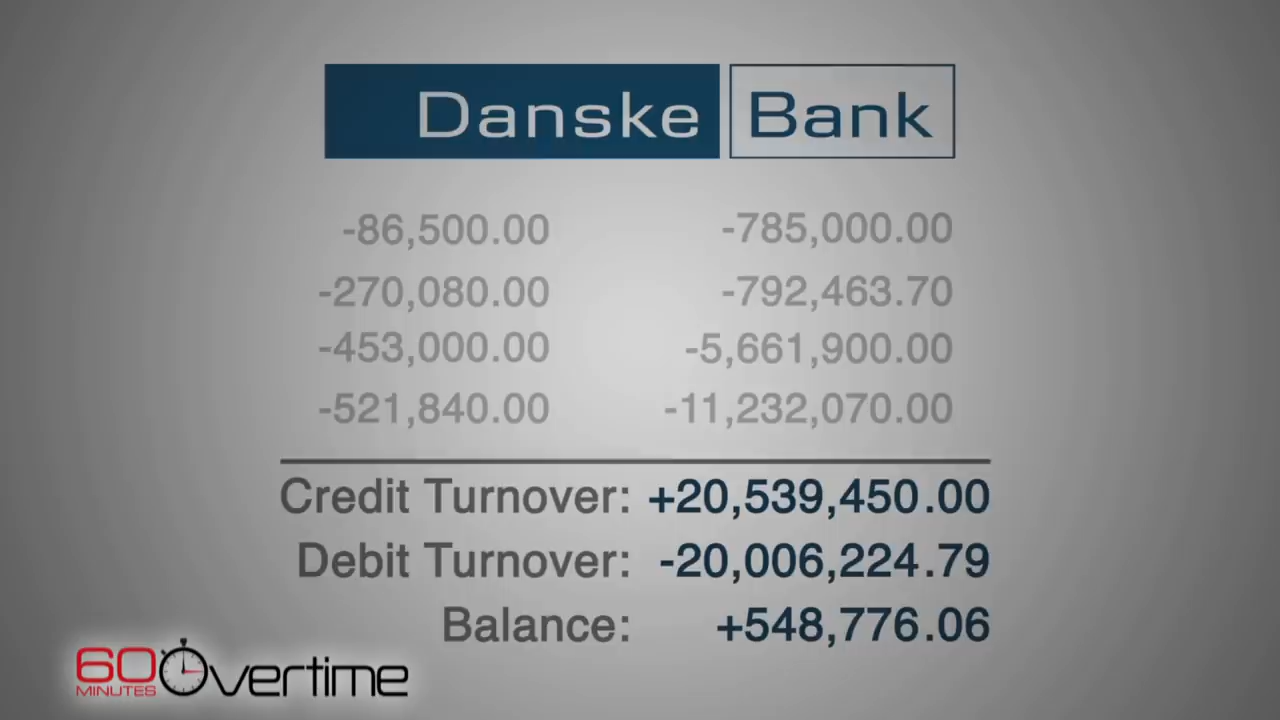 Danske Bank
-86,500.00 -785,000.00
-270,080.00 -792,463.70
-453,000.00 -5,661,900.00
-521,840.00 -11,232,070.00
Credit Turnover: +20,539,450.00
Debit Turnover: -20,006,224.79
Balance: +548,776.06
60 Overtime
MINUTES